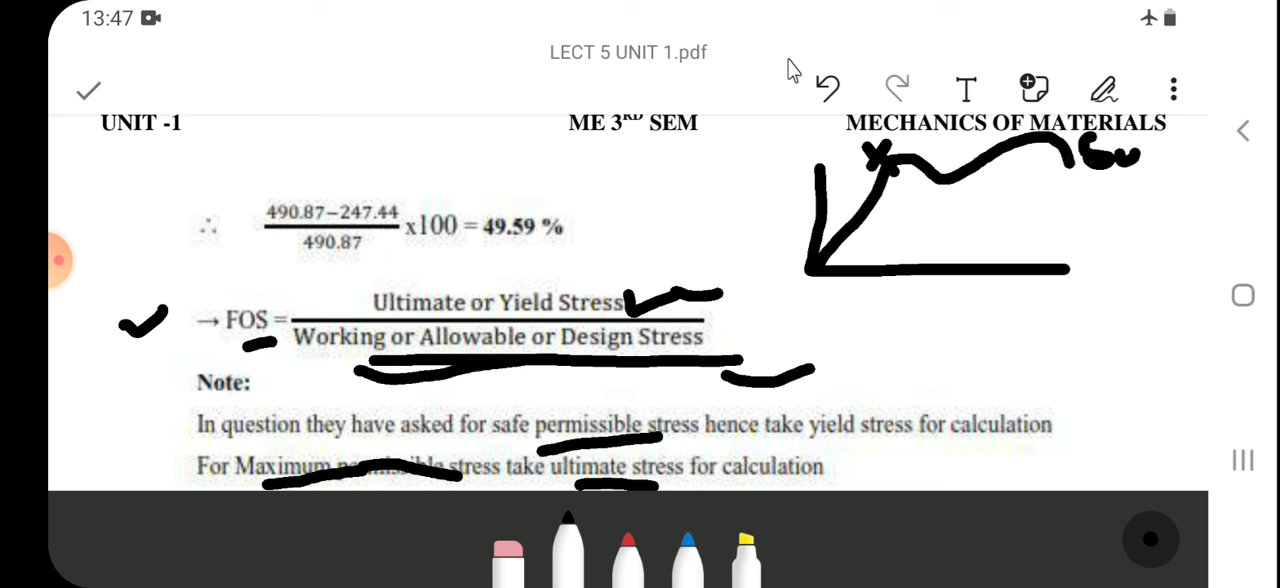 13:47
LECT 5 UNIT 1.pdf
UNIT -1 ME 3RD SEM MECHANICS OF MATERIALS
∴ 490.87−247.44 / 490.87 x100 = 49.59 %
→ FOS = Ultimate or Yield Stress / Working or Allowable or Design Stress
Note:
In question they have asked for safe permissible stress hence take yield stress for calculation
For Maximum permissible stress take ultimate stress for calculation